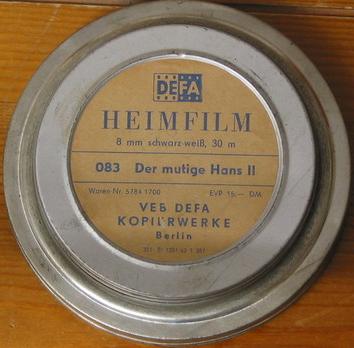 DEFA
HEIMFILM
8 mm schwarz-weiß, 30 m
083 Der mutige Hans II
Waren Nr. 5784 1700 EVP 15,— DM
VEB DEFA
KOPIERWERKE
Berlin